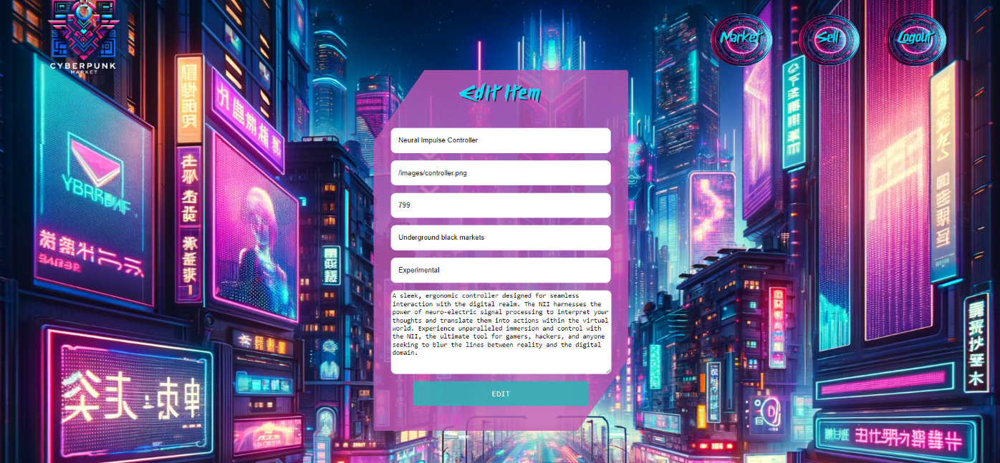 CYBERPUNK
MARKET
Market
Sell
Logout
Edit Item
Neural Impulse Controller
/images/controller.png
799
Underground black markets
Experimental
A sleek, ergonomic controller designed for seamless
interaction with the digital realm. The NII harnesses the
power of neuro-electric signal processing to interpret your
thoughts and translate them into actions within the virtual
world. Experience unparalleled immersion and control with
the NII, the ultimate tool for gamers, hackers, and anyone
seeking to blur the lines between reality and the digital
domain.
EDIT